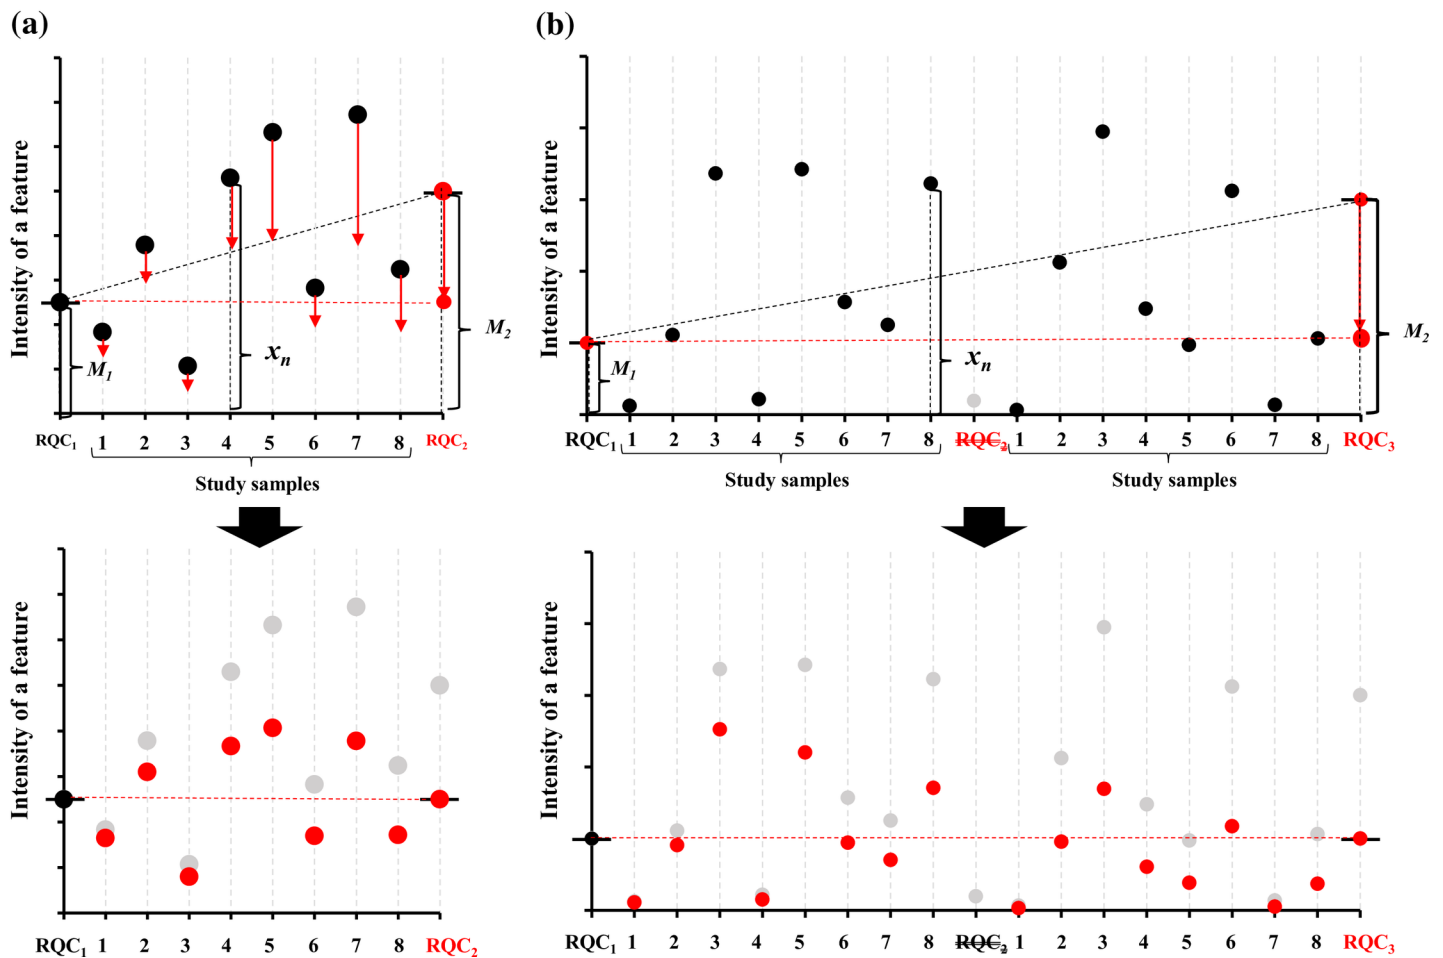 (a)
(b)
Intensity of a feature
M1
xn
M2
RQC1 1 2 3 4 5 6 7 8 RQC2
Study samples
Intensity of a feature
M1
xn
M2
RQC1 1 2 3 4 5 6 7 8 RQC2 1 2 3 4 5 6 7 8 RQC3
Study samples
Study samples
Intensity of a feature
RQC1 1 2 3 4 5 6 7 8 RQC2
Intensity of a feature
RQC1 1 2 3 4 5 6 7 8 RQC2 1 2 3 4 5 6 7 8 RQC3